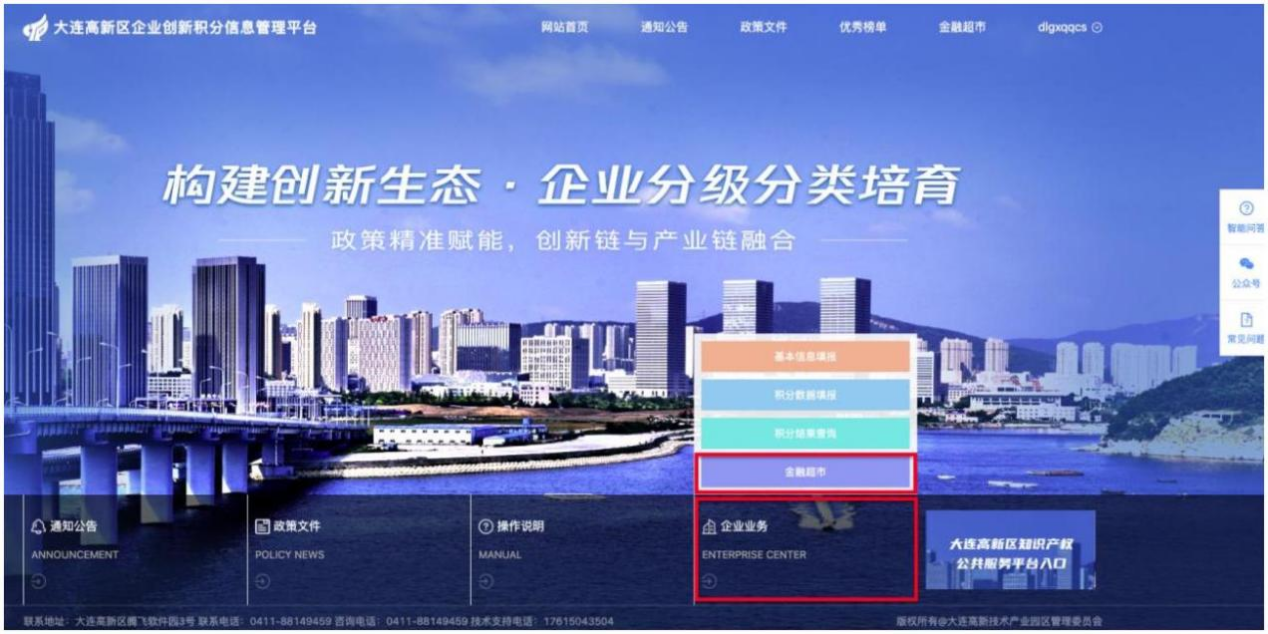 大连高新区企业创新积分信息管理平台
网站首页 通知公告 政策文件 优秀榜单 金融超市 dlgxqqcs
构建创新生态·企业分级分类培育
政策精准赋能，创新链与产业链融合
智能问答
公众号
常见问题
基本信息填报
积分数据填报
积分结果查询
金融超市
通知公告
ANNOUNCEMENT
政策文件
POLICY NEWS
操作说明
MANUAL
企业业务
ENTERPRISE CENTER
大连高新区知识产权
公共服务平台入口
联系地址：大连高新区腾飞软件园3号 联系电话：0411-88149459 咨询电话：0411-88149459 技术支持电话：17615043504
版权所有@大连高新技术产业园区管理委员会